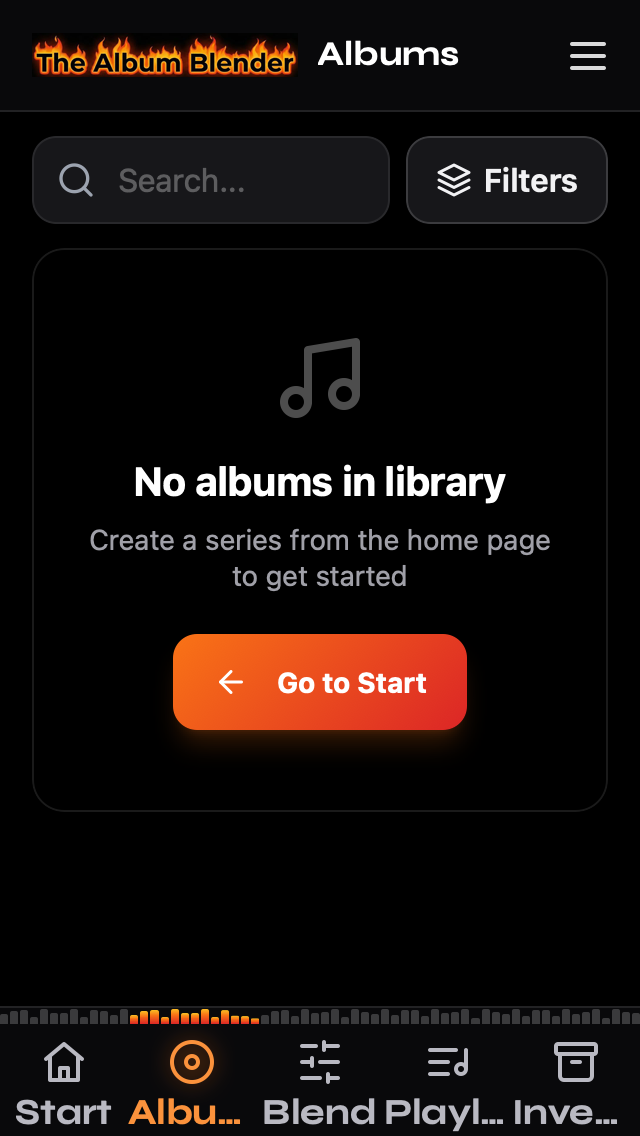 The Album Blender
Albums
Search...
Filters
No albums in library
Create a series from the home page
to get started
Go to Start
Start
Albu...
Blend
Playl...
Inve...